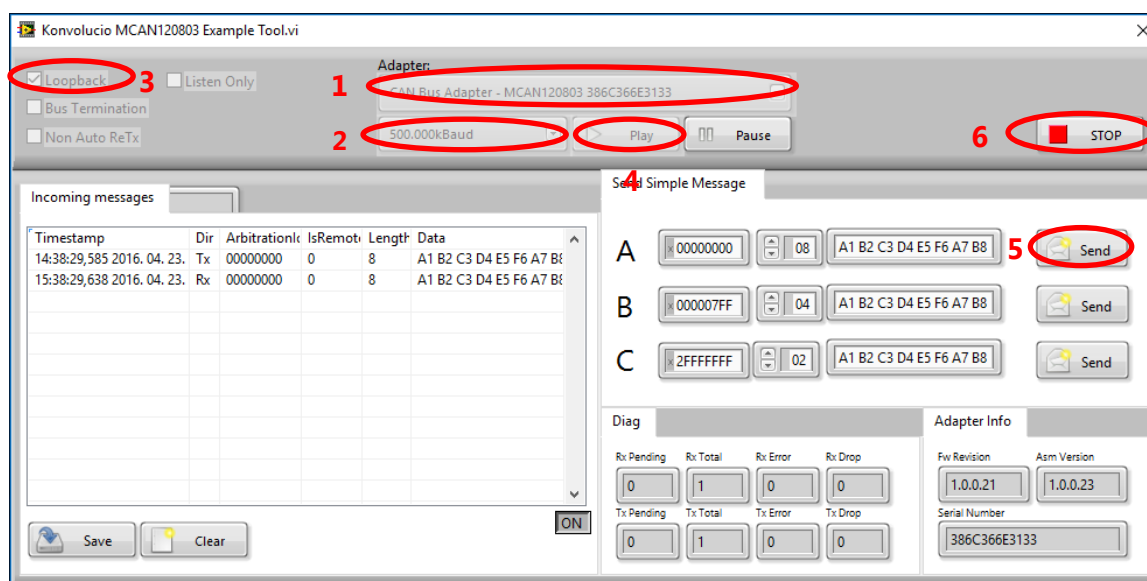 Konvolucio MCAN120803 Example Tool.vi
Adapter:
Loopback 3 Listen Only 1 CAN Bus Adapter - MCAN120803 386C366E3133
Bus Termination
Non Auto ReTx 2 500.000kBaud Play Pause 6 STOP
4
Incoming messages Send Simple Message
Timestamp Dir ArbitrationId IsRemote Length Data
14:38:29,585 2016. 04. 23. Tx 00000000 0 8 A1 B2 C3 D4 E5 F6 A7 B8
15:38:29,638 2016. 04. 23. Rx 00000000 0 8 A1 B2 C3 D4 E5 F6 A7 B8
A x 00000000 08 A1 B2 C3 D4 E5 F6 A7 B8 5 Send
B x 000007FF 04 A1 B2 C3 D4 E5 F6 A7 B8 Send
C x 2FFFFFFF 02 A1 B2 C3 D4 E5 F6 A7 B8 Send
Diag Adapter Info
Rx Pending Rx Total Rx Error Rx Drop Fw Revision Asm Version
0 1 0 0 1.0.0.21 1.0.0.23
Tx Pending Tx Total Tx Error Tx Drop Serial Number
0 1 0 0 386C366E3133
ON
Save Clear